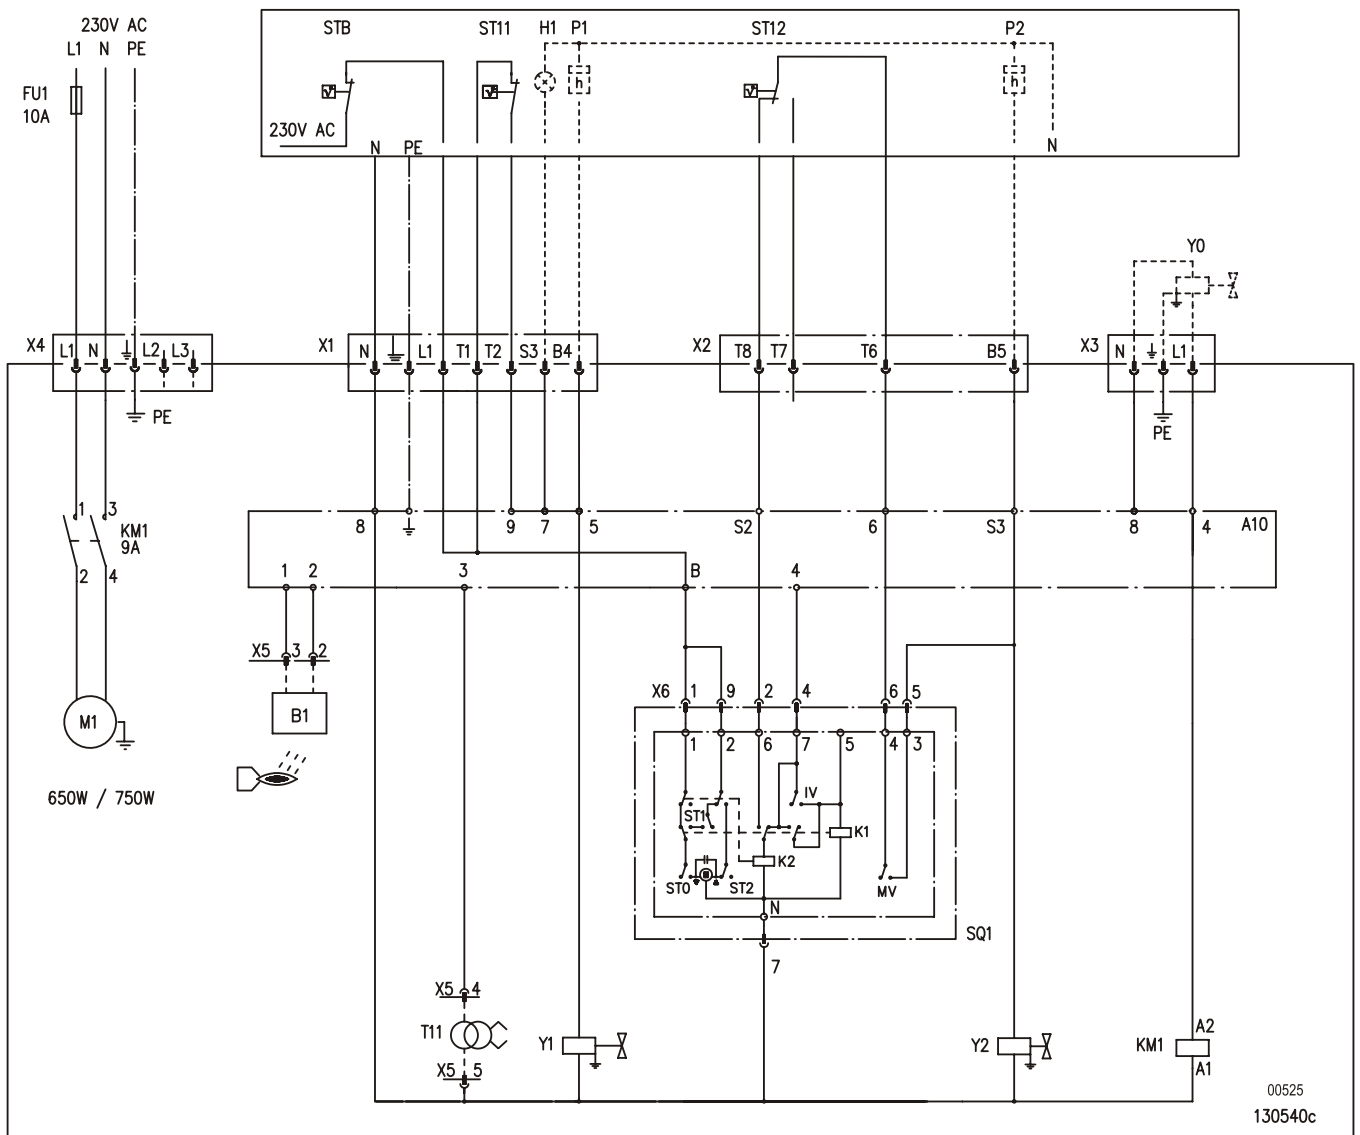 230V AC
L1 N PE
FU1
10A
STB ST11 H1 P1 ST12 P2
h h
230V AC
N PE N
Y0
X4 L1 N L2 L3
X1 N L1 T1 T2 S3 B4
X2 T8 T7 T6 B5
X3 N L1
PE
PE
1 3
KM1
9A
2 4
8 9 7 5 S2 6 S3 8 4 A10
1 2 3 B 4
X5 3 2
B1
M1
650W / 750W
X6 1 9 2 4 6 5
1 2 6 7 5 4 3
IV
ST1
K1
K2
ST0 ST2
MV
N
SQ1
7
X5 4
T11
X5 5
Y1
Y2
A2
KM1
A1
00525
130540c